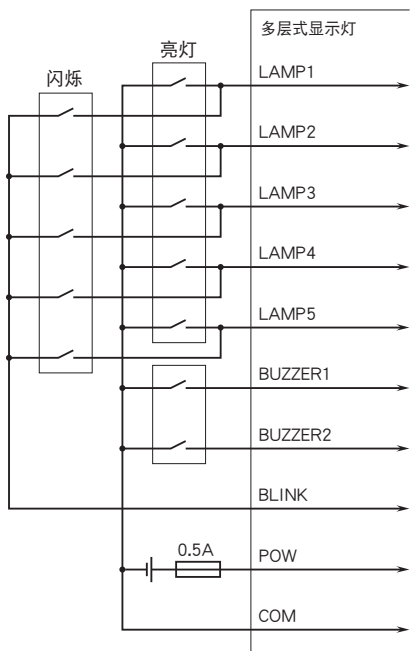 多层式显示灯
亮灯
闪烁
LAMP1
LAMP2
LAMP3
LAMP4
LAMP5
BUZZER1
BUZZER2
BLINK
0.5A
POW
COM